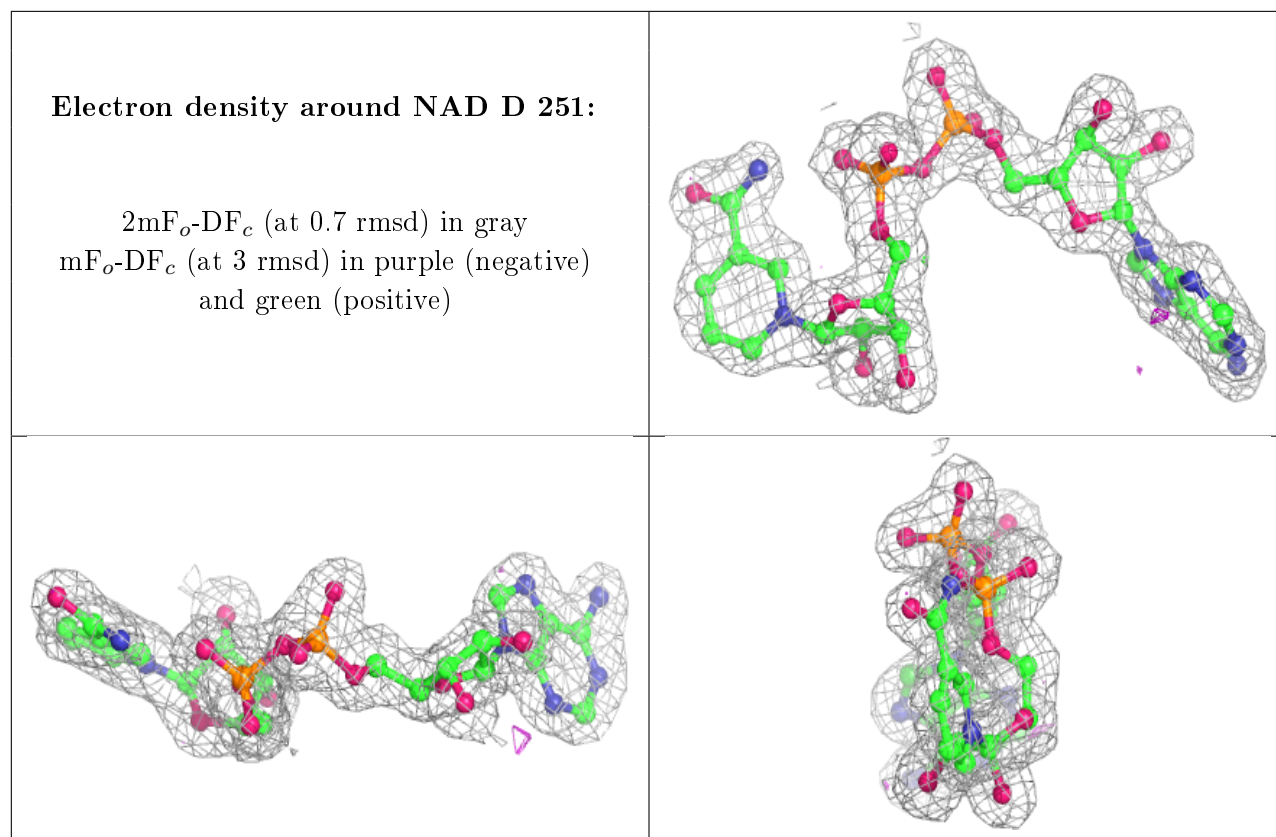 Electron density around NAD D 251:
2mFₒ-DF𝒸 (at 0.7 rmsd) in gray
mFₒ-DF𝒸 (at 3 rmsd) in purple (negative)
and green (positive)